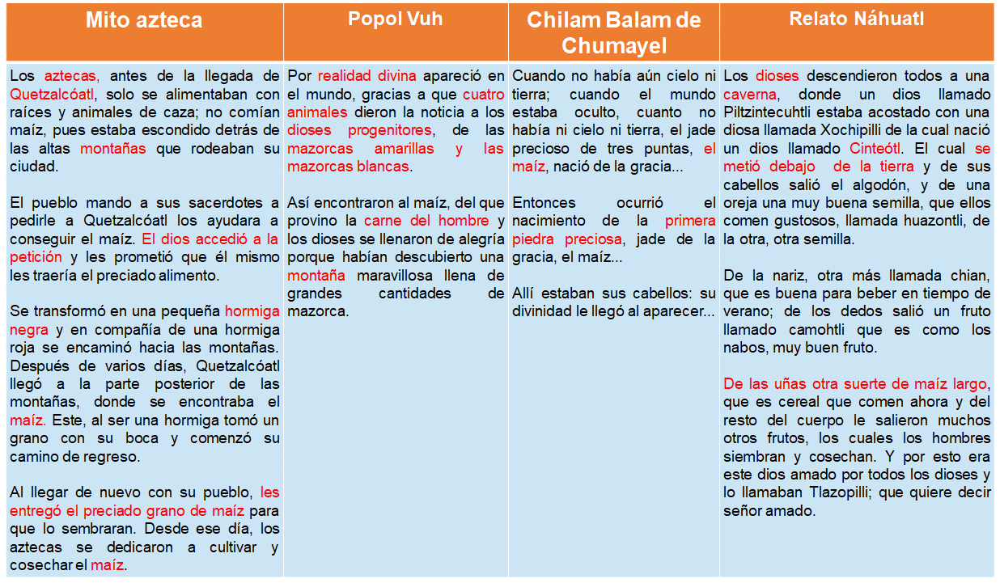 Mito azteca
Los aztecas, antes de la llegada de
Quetzalcóatl, solo se alimentaban con
raíces y animales de caza; no comían
maíz, pues estaba escondido detrás de
las altas montañas que rodeaban su
ciudad.
El pueblo mando a sus sacerdotes a
pedirle a Quetzalcóatl los ayudara a
conseguir el maíz. El dios accedió a la
petición y les prometió que él mismo
les traería el preciado alimento.
Se transformó en una pequeña hormiga
negra y en compañía de una hormiga
roja se encaminó hacia las montañas.
Después de varios días, Quetzalcóatl
llegó a la parte posterior de las
montañas, donde se encontraba el
maíz. Este, al ser una hormiga tomó un
grano con su boca y comenzó su
camino de regreso.
Al llegar de nuevo con su pueblo, les
entregó el preciado grano de maíz para
que lo sembraran. Desde ese día, los
aztecas se dedicaron a cultivar y
cosechar el maíz.
Popol Vuh
Por realidad divina apareció en
el mundo, gracias a que cuatro
animales dieron la noticia a los
dioses progenitores, de las
mazorcas amarillas y las
mazorcas blancas.
Así encontraron al maíz, del que
provino la carne del hombre y
los dioses se llenaron de alegría
porque habían descubierto una
montaña maravillosa llena de
grandes cantidades de
mazorca.
Chilam Balam de
Chumayel
Cuando no había aún cielo ni
tierra; cuando el mundo
estaba oculto, cuanto no
había ni cielo ni tierra, el jade
precioso de tres puntas, el
maíz, nació de la gracia...
Entonces ocurrió el
nacimiento de la primera
piedra preciosa, jade de la
gracia, el maíz...
Allí estaban sus cabellos: su
divinidad le llegó al aparecer...
Relato Náhuatl
Los dioses descendieron todos a una
caverna, donde un dios llamado
Piltzintecuhtli estaba acostado con una
diosa llamada Xochipilli de la cual nació
un dios llamado Cinteótl. El cual se
metió debajo de la tierra y de sus
cabellos salió el algodón, y de una
oreja una muy buena semilla, que ellos
comen gustosos, llamada huazontli, de
la otra, otra semilla.
De la nariz, otra más llamada chian,
que es buena para beber en tiempo de
verano; de los dedos salió un fruto
llamado camohtli que es como los
nabos, muy buen fruto.
De las uñas otra suerte de maíz largo,
que es cereal que comen ahora y del
resto del cuerpo le salieron muchos
otros frutos, los cuales los hombres
siembran y cosechan. Y por esto era
este dios amado por todos los dioses y
lo llamaban Tlazopilli; que quiere decir
señor amado.